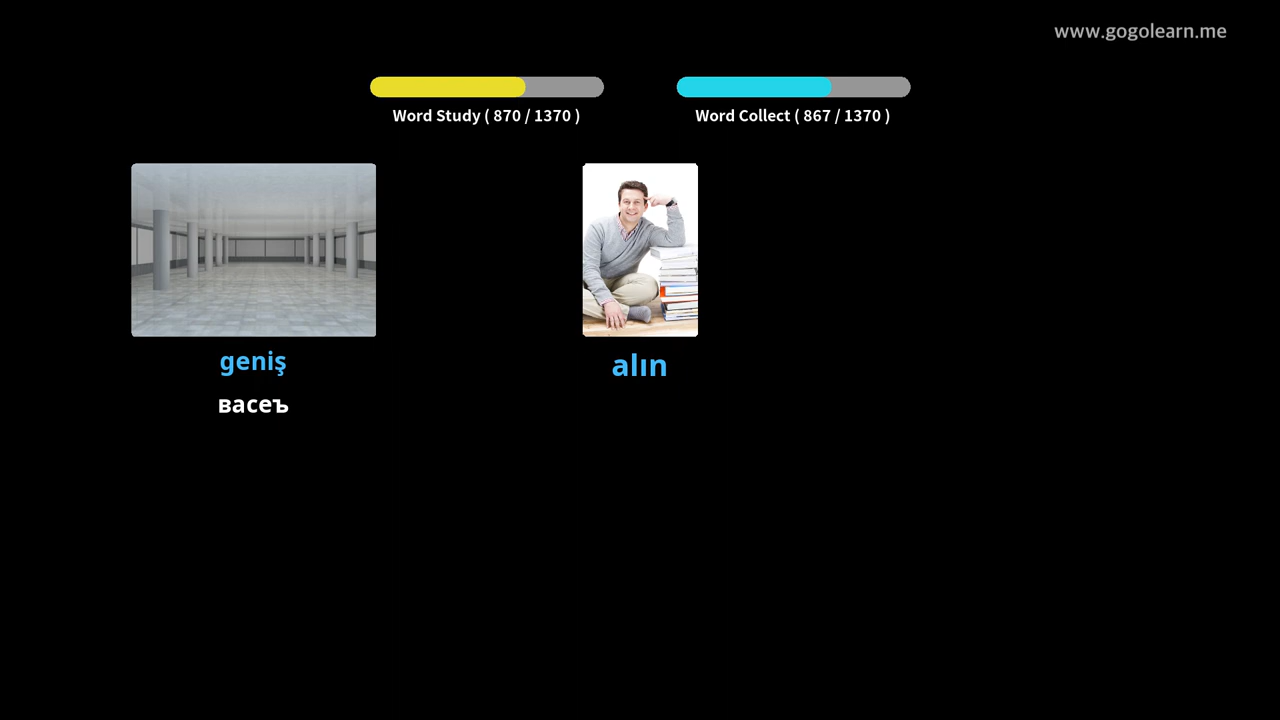 www.gogolearn.me
Word Study ( 870 / 1370 )
Word Collect ( 867 / 1370 )
geniş
васеъ
alın